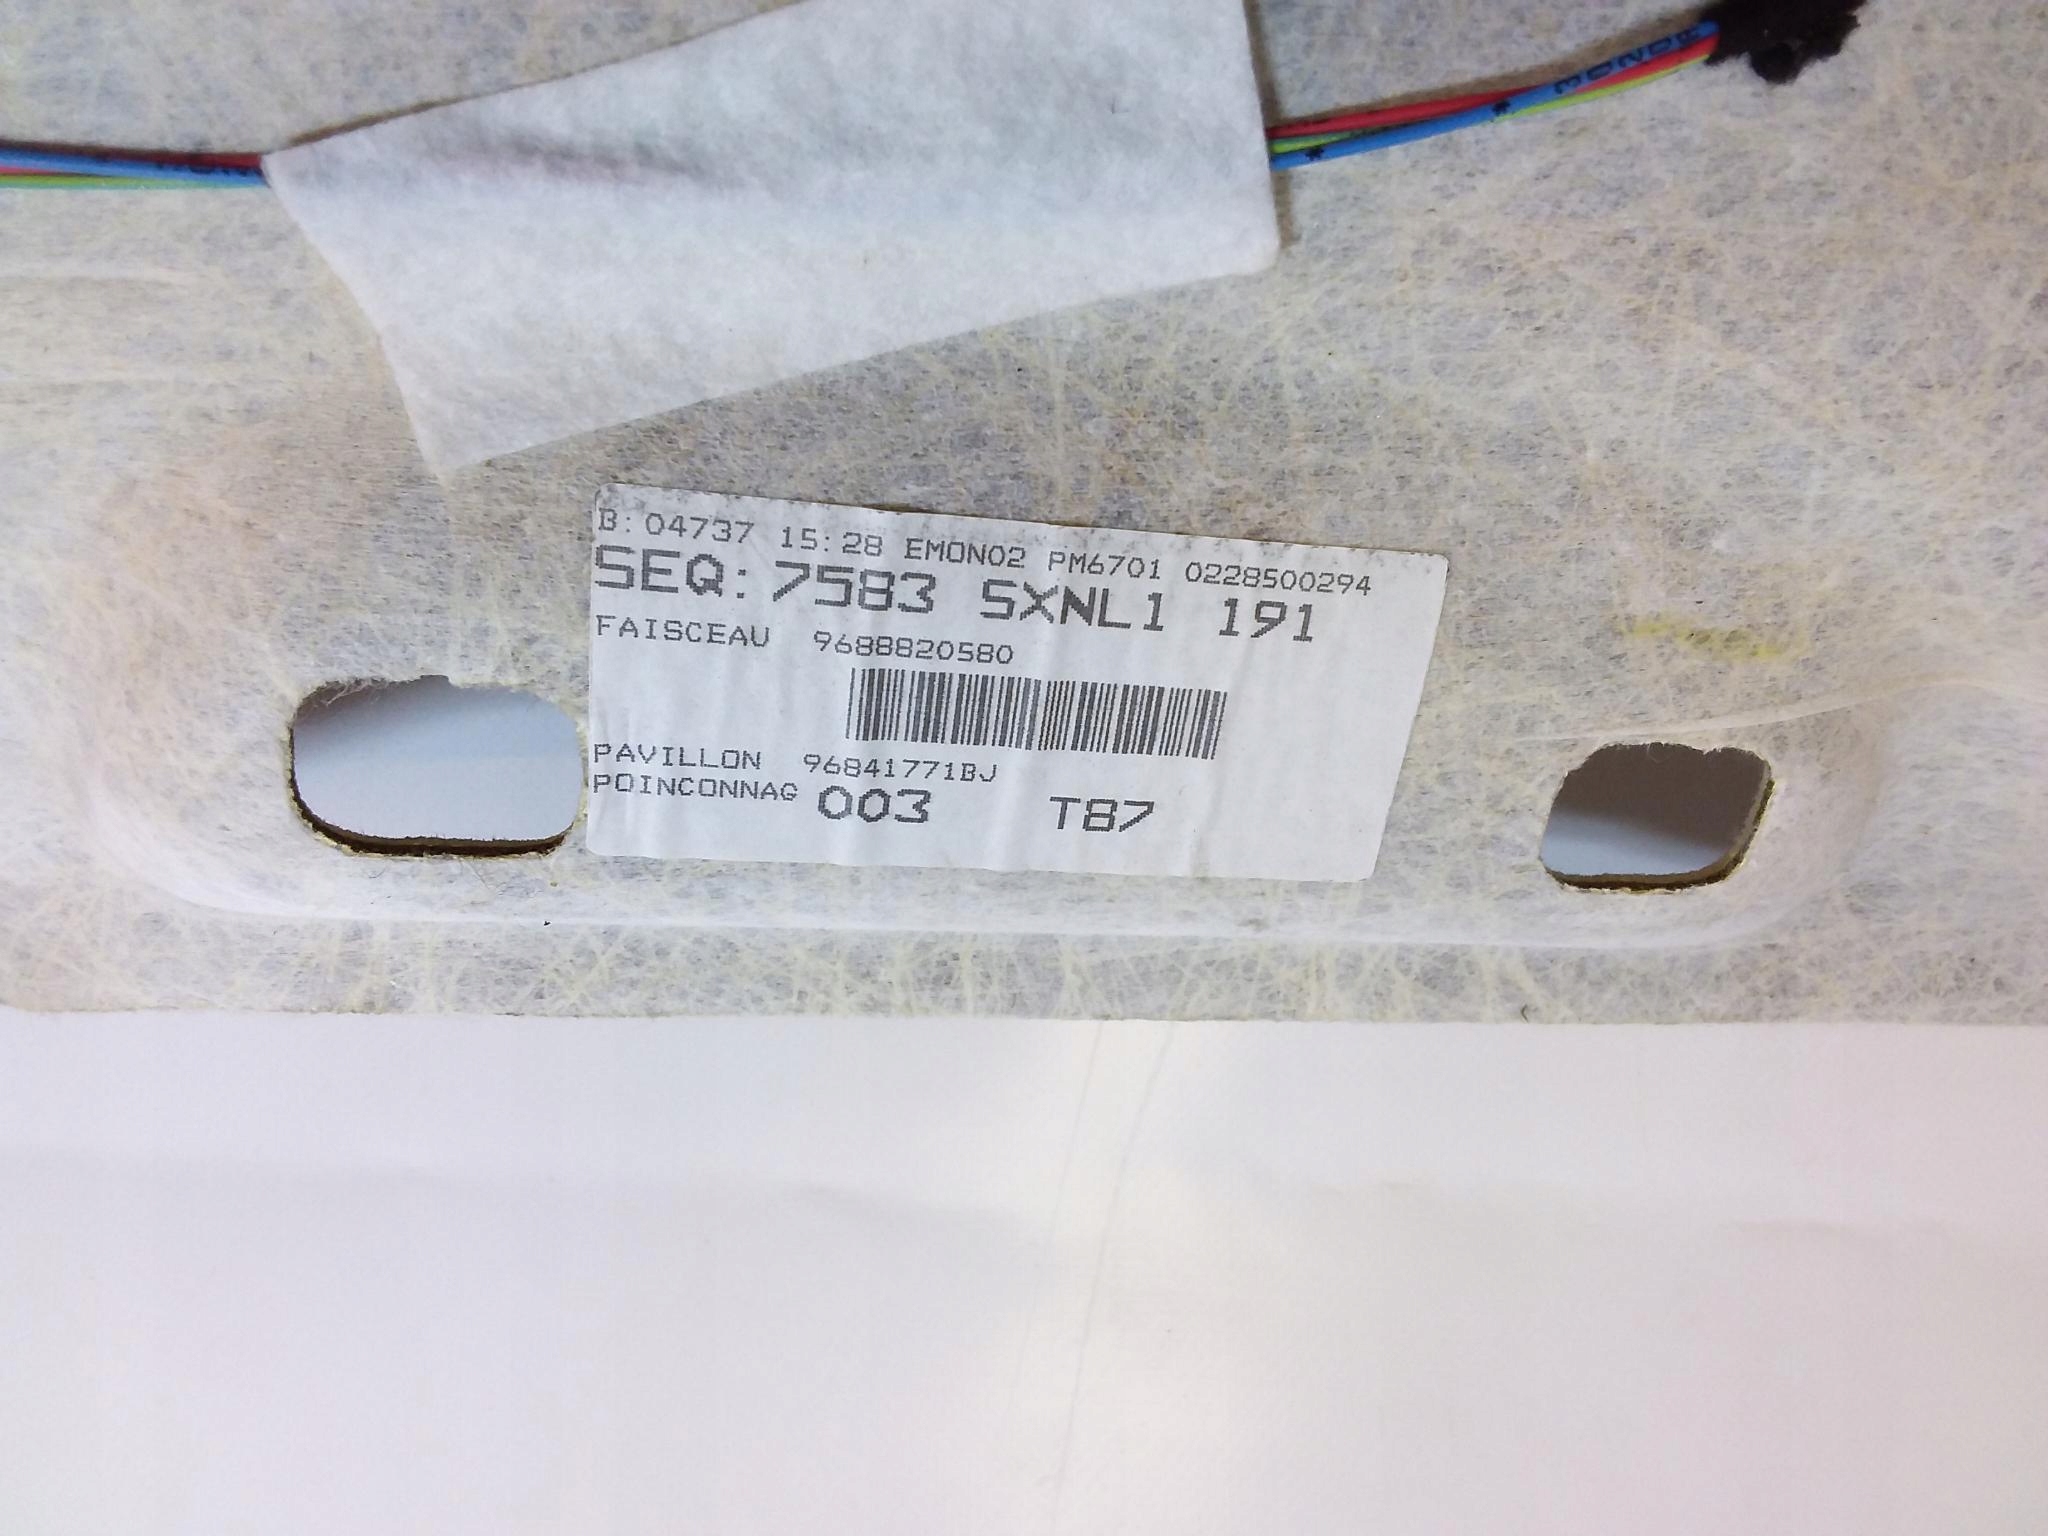 B: 04737 15:28 EMON02 PM6701 0228500294
SEQ: 7583 SXNL1 191
FAISCEAU 9688820580
PAVILLON 96841771BJ
POINCONNAG 003 T87